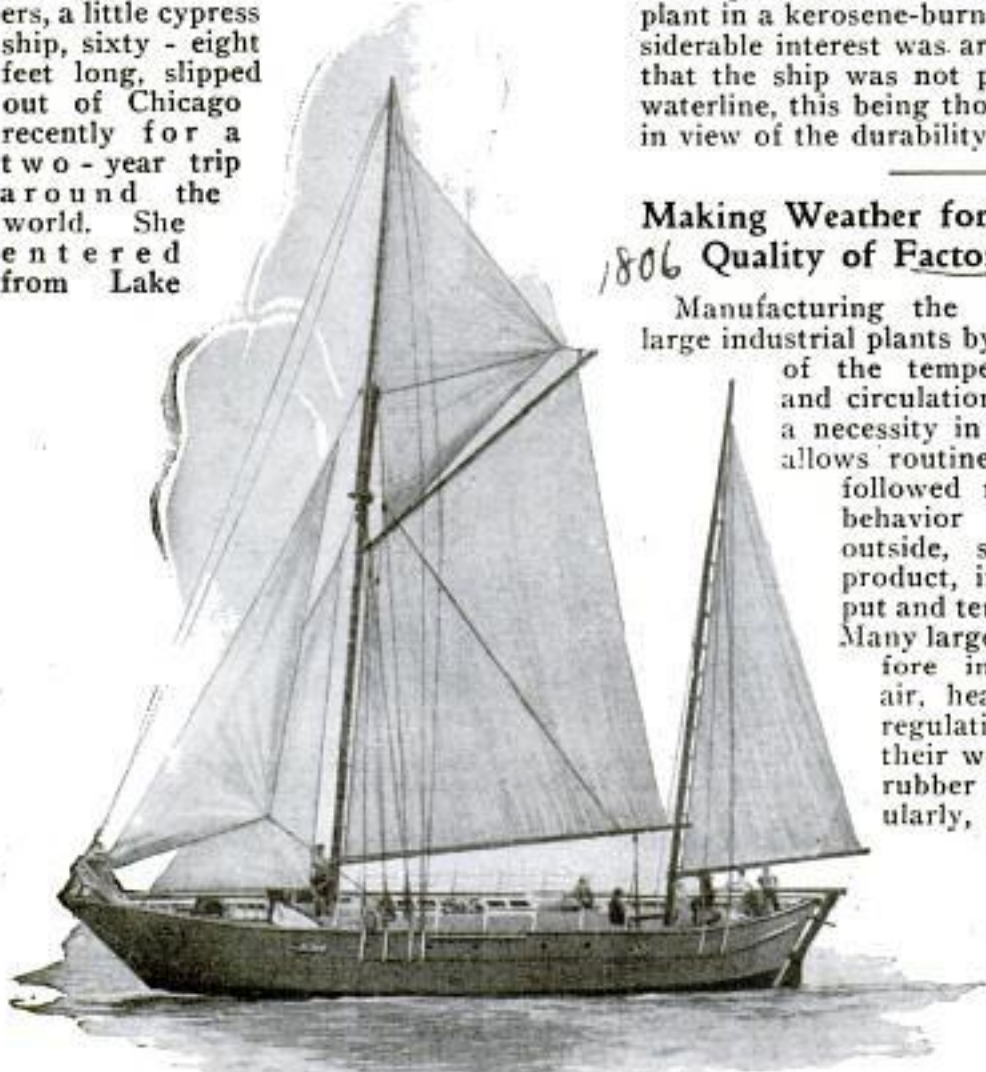 ers, a little cypress
ship, sixty - eight
feet long, slipped
out of Chicago
recently for a
two - year trip
around the
world. She
entered
from Lake
plant in a kerosene-burn
siderable interest was ar
that the ship was not p
waterline, this being tho
in view of the durability
Making Weather for
1806 Quality of Facto
Manufacturing the
large industrial plants by
of the tempe
and circulation
a necessity in
allows routine
followed
behavior
outside, s
product, i
put and te
Many large
fore in
air, hea
regulati
their w
rubber
ularly,